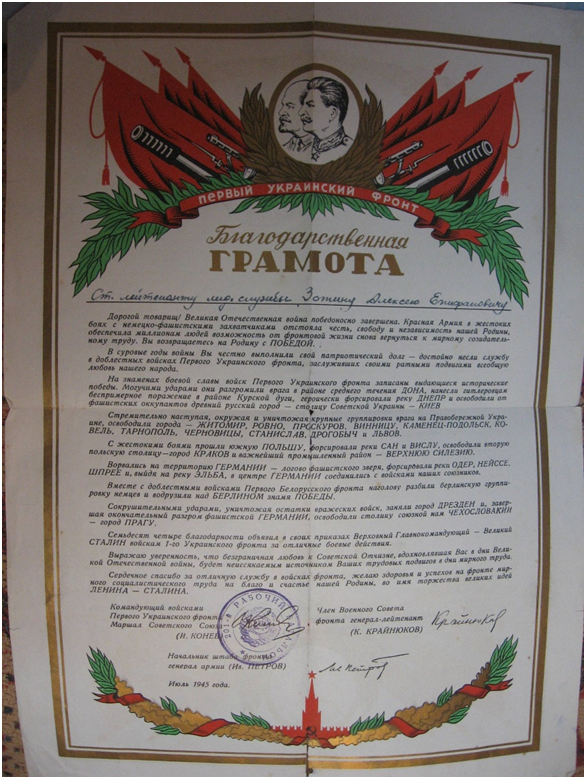 ПЕРВЫЙ УКРАИНСКИЙ ФРОНТ
Благодарственная
ГРАМОТА
Ст. лейтенанту мед. службы Зотину Алексею Епифановичу
Дорогой товарищ! Великая Отечественная война победоносно завершена. Красная Армия в жестоких
боях с немецко-фашистскими захватчиками отстояла честь, свободу и независимость нашей Родины,
обеспечила миллионам людей возможность от фронтовой жизни снова вернуться к мирному созидатель-
ному труду. Вы возвращаетесь на Родину с ПОБЕДОЙ.
В суровые годы войны Вы честно выполнили свой патриотический долг — достойно несли службу
в доблестных войсках Первого Украинского фронта, заслуживших своими ратными подвигами всеобщую
любовь нашего народа.
На знаменах боевой славы войск Первого Украинского фронта записаны выдающиеся исторические
победы. Могучими ударами они разгромили врага в районе среднего течения ДОНА, нанесли гитлеровцам
беспримерное поражение в районе Курской дуги, героически форсировали реку ДНЕПР и освободили от
фашистских оккупантов древний русский город — столицу Советской Украины — КИЕВ
Стремительно наступая, окружая и уничтожая крупные группировки врага на Правобережной Укра-
ине, освободили города — ЖИТОМИР, РОВНО, ПРОСКУРОВ, ВИННИЦУ, КАМЕНЕЦ-ПОДОЛЬСК, КО-
ВЕЛЬ, ТАРНОПОЛЬ, ЧЕРНОВИЦЫ, СТАНИСЛАВ, ДРОГОБЫЧ и ЛЬВОВ.
С жестокими боями прошли южную ПОЛЬШУ, форсировали реки САН и ВИСЛУ, освободили вторую
польскую столицу—город КРАКОВ и важнейший промышленный район — ВЕРХНЮЮ СИЛЕЗИЮ.
Ворвались на территорию ГЕРМАНИИ — логово фашистского зверя, форсировали реки ОДЕР, НЕЙССЕ,
ШПРЕЕ и, выйдя на реку ЭЛЬБА, в центре ГЕРМАНИИ соединились с войсками наших союзников.
Вместе с доблестными войсками Первого Белорусского фронта наголову разбили берлинскую группи-
ровку немцев и водрузили над БЕРЛИНОМ знамя ПОБЕДЫ.
Сокрушительными ударами, уничтожая остатки вражеских войск, заняли город ДРЕЗДЕН и, завер-
шая окончательный разгром фашистской ГЕРМАНИИ, освободили столицу союзной нам ЧЕХОСЛОВАКИИ
— город ПРАГУ.
Семьдесят четыре благодарности объявил в своих приказах Верховный Главнокомандующий — Великий
СТАЛИН войскам 1-го Украинского фронта за отличные боевые действия.
Выражаю уверенность, что безграничная любовь к Советской Отчизне, вдохновлявшая Вас в дни Вели-
кой Отечественной войны, будет неиссякаемым источником Ваших трудовых подвигов в дни мирного труда.
Сердечное спасибо за отличную службу в войсках фронта, желаю здоровья и успехов на фронте мир-
ного социалистического труда на благо и счастье нашей Родины, во имя торжества великих идей
ЛЕНИНА — СТАЛИНА.
Командующий войсками
Первого Украинского фронта
Маршал Советского Союза
(И. КОНЕВ)
Член Военного Совета
фронта генерал-лейтенант
(К. КРАЙНЮКОВ)
Крайнюков
РАБОЧИЙ
Начальник штаба фронта
генерал армии (Ив. ПЕТРОВ)
Ив Петров
Июль 1945 года.